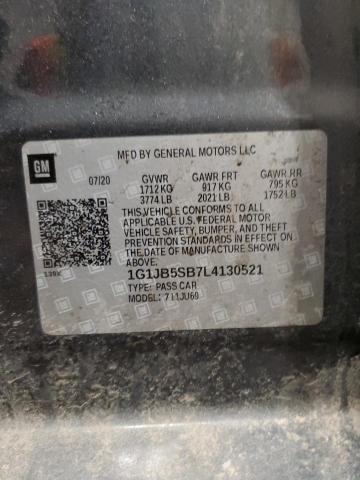 GM
MFD BY GENERAL MOTORS LLC
07/20 GVWR GAWR FRT GAWR RR
1712 KG 917 KG 795 KG
3774 LB 2021 LB 1752 LB
THIS VEHICLE CONFORMS TO ALL
APPLICABLE U.S. FEDERAL MOTOR
VEHICLE SAFETY, BUMPER, AND THEFT
PREVENTION STANDARDS IN EFFECT ON
THE DATE OF MANUFACTURE SHOWN
ABOVE.
1G1JB5SB7L4130521
TYPE: PASS CAR
MODEL: 711JU69